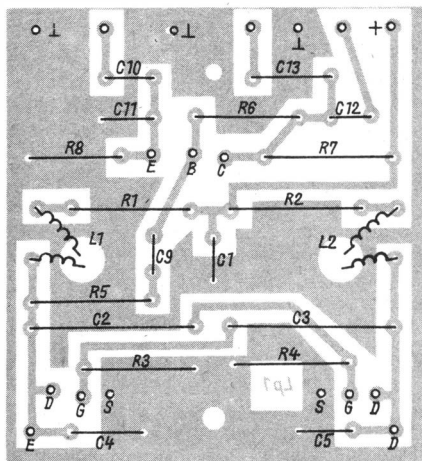 ⊥ ⊥ ⊥ +
C10 C13
C11 R6 C12
R8 E B C R7
R1 R2
L1 C9 C7 L2
R5
C2 C3
R3 R4
Lp1
D G S S G D
E C4 C5 D